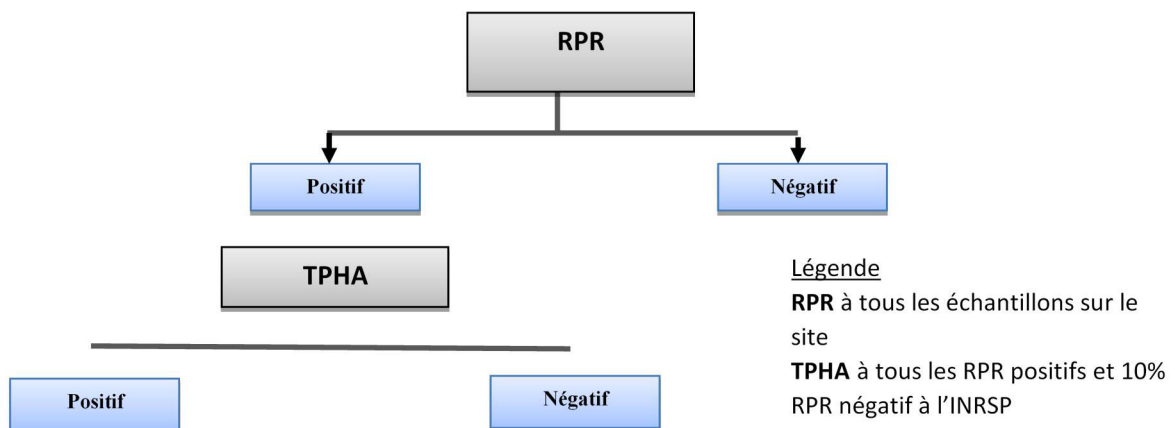 RPR
Positif
Négatif
TPHA
Positif
Négatif
Légende
RPR à tous les échantillons sur le
site
TPHA à tous les RPR positifs et 10%
RPR négatif à l'INRSP